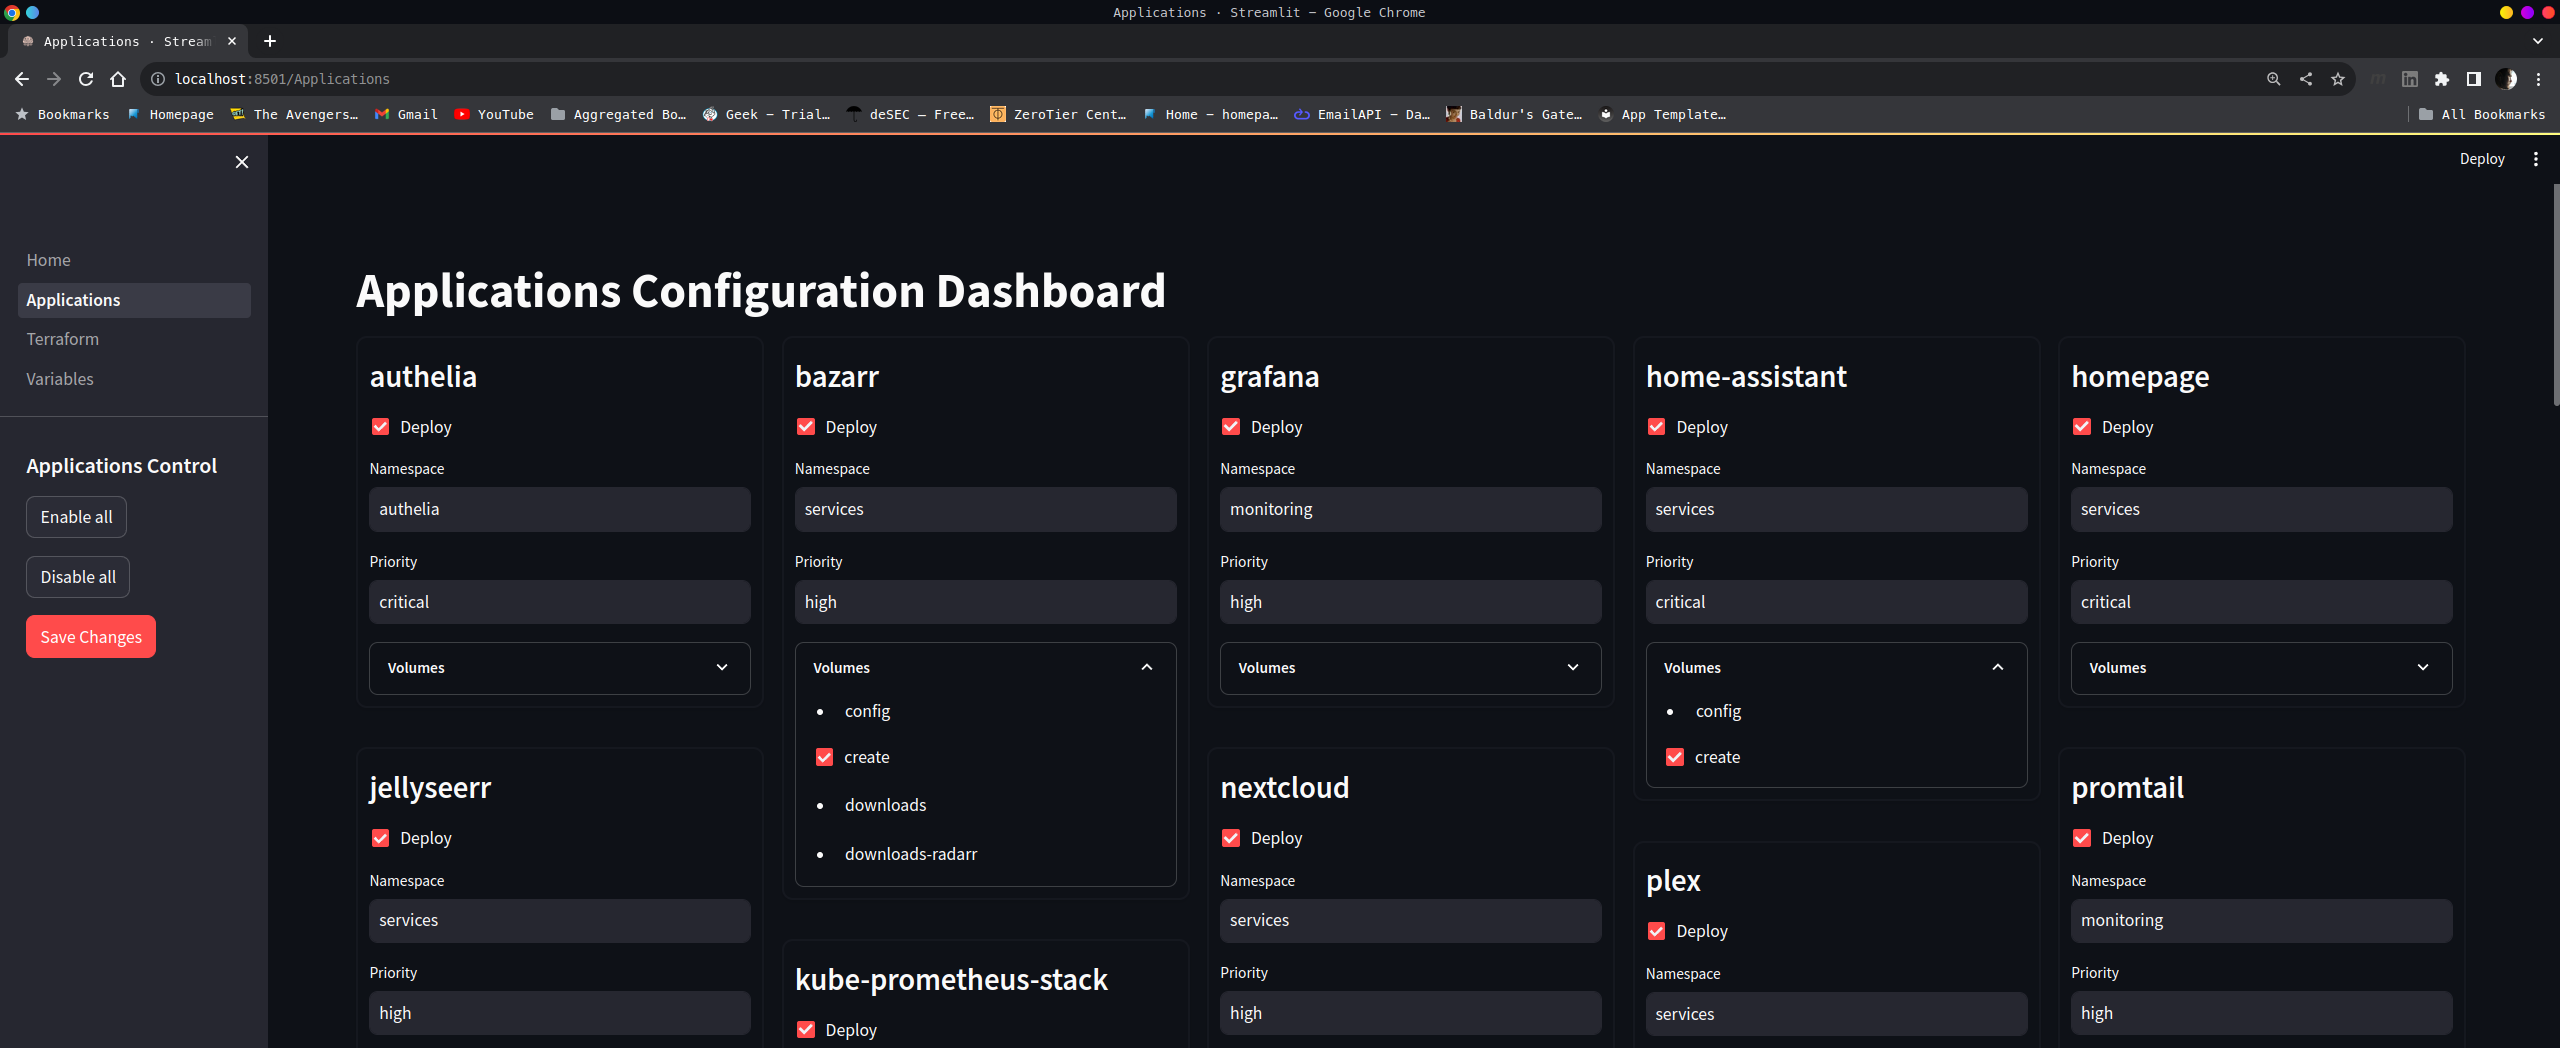 Applications · Streamlit – Google Chrome
Applications · Stream
localhost:8501/Applications
Bookmarks
Homepage
The Avengers…
Gmail
YouTube
Aggregated Bo…
Geek – Trial…
deSEC – Free…
ZeroTier Cent…
Home – homepa…
EmailAPI – Da…
Baldur's Gate…
App Template…
All Bookmarks
Deploy
Home
Applications
Terraform
Variables
Applications Control
Enable all
Disable all
Save Changes
Applications Configuration Dashboard
authelia
Deploy
Namespace
authelia
Priority
critical
Volumes
jellyseerr
Deploy
Namespace
services
Priority
high
bazarr
Deploy
Namespace
services
Priority
high
Volumes
config
create
downloads
downloads-radarr
kube-prometheus-stack
Deploy
grafana
Deploy
Namespace
monitoring
Priority
high
Volumes
nextcloud
Deploy
Namespace
services
Priority
high
home-assistant
Deploy
Namespace
services
Priority
critical
Volumes
config
create
plex
Deploy
Namespace
services
homepage
Deploy
Namespace
services
Priority
critical
Volumes
promtail
Deploy
Namespace
monitoring
Priority
high